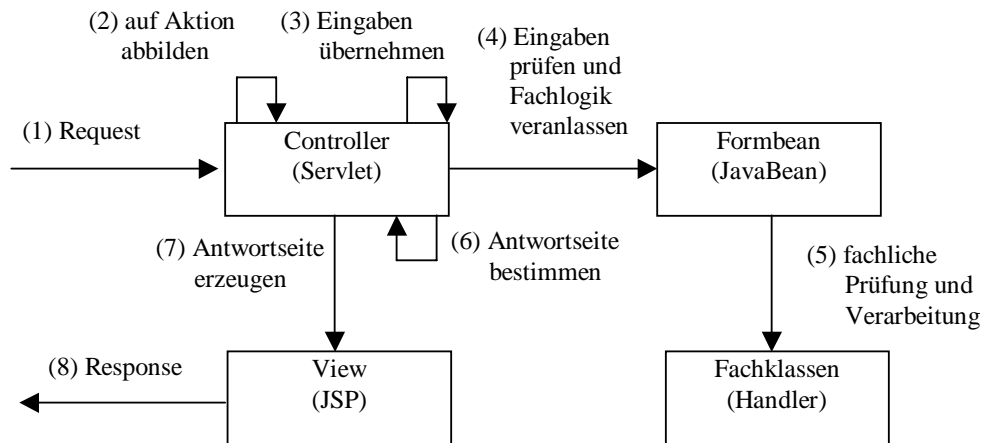 (2) auf Aktion
abbilden
(3) Eingaben
übernehmen
(4) Eingaben
prüfen und
Fachlogik
veranlassen
(1) Request
Controller
(Servlet)
Formbean
(JavaBean)
(7) Antwortseite
erzeugen
(6) Antwortseite
bestimmen
(5) fachliche
Prüfung und
Verarbeitung
(8) Response
View
(JSP)
Fachklassen
(Handler)